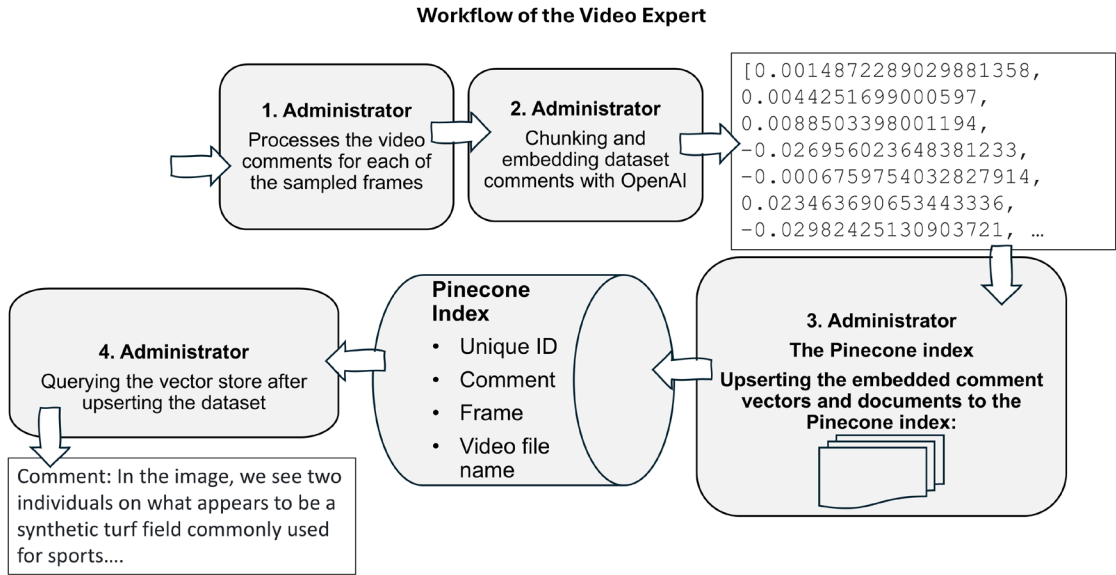 Workflow of the Video Expert
1. Administrator
Processes the video
comments for each of
the sampled frames
2. Administrator
Chunking and
embedding dataset
comments with OpenAI
[0.0014872289029881358,
0.0044251699000597,
0.0088503398001194,
-0.026956023648381233,
-0.0006759754032827914,
0.023463690653443336,
-0.02982425130903721, …
3. Administrator
The Pinecone index
Upserting the embedded comment
vectors and documents to the
Pinecone index:
Pinecone
Index
• Unique ID
• Comment
• Frame
• Video file
name
4. Administrator
Querying the vector store after
upserting the dataset
Comment: In the image, we see two
individuals on what appears to be a
synthetic turf field commonly used
for sports....